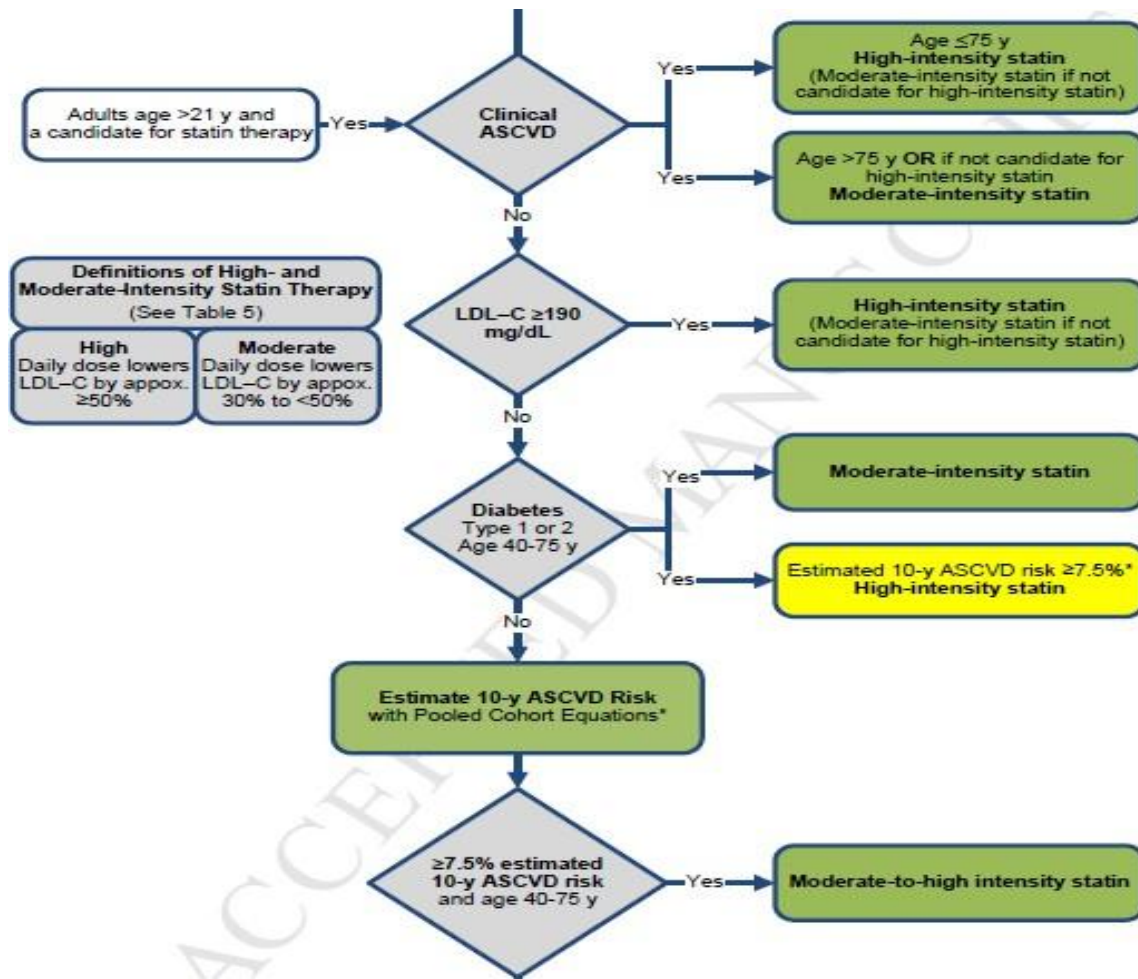 Age ≤75 y
High-intensity statin
(Moderate-intensity statin if not
candidate for high-intensity statin)
Yes
Adults age >21 y and
a candidate for statin therapy
Yes
Clinical
ASCVD
Yes
Age >75 y OR if not candidate for
high-intensity statin
Moderate-intensity statin
No
Definitions of High- and
Moderate-Intensity Statin Therapy
(See Table 5)
High
Daily dose lowers
LDL–C by appox.
≥50%
Moderate
Daily dose lowers
LDL–C by appox.
30% to <50%
LDL–C ≥190
mg/dL
Yes
High-intensity statin
(Moderate-intensity statin if not
candidate for high-intensity statin)
No
Diabetes
Type 1 or 2
Age 40-75 y
Yes
Moderate-intensity statin
Yes
Estimated 10-y ASCVD risk ≥7.5%*
High-intensity statin
No
Estimate 10-y ASCVD Risk
with Pooled Cohort Equations*
≥7.5% estimated
10-y ASCVD risk
and age 40-75 y
Yes
Moderate-to-high intensity statin
ACCEPTED